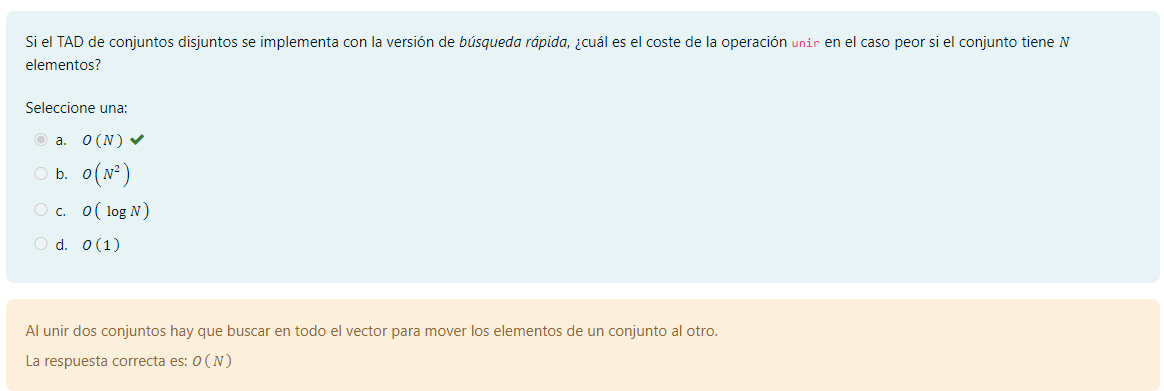 Si el TAD de conjuntos disjuntos se implementa con la versión de búsqueda rápida, ¿cuál es el coste de la operación unir en el caso peor si el conjunto tiene N
elementos?
Seleccione una:
a. O(N)
b. O(N²)
c. O(log N)
d. O(1)
Al unir dos conjuntos hay que buscar en todo el vector para mover los elementos de un conjunto al otro.
La respuesta correcta es: O(N)